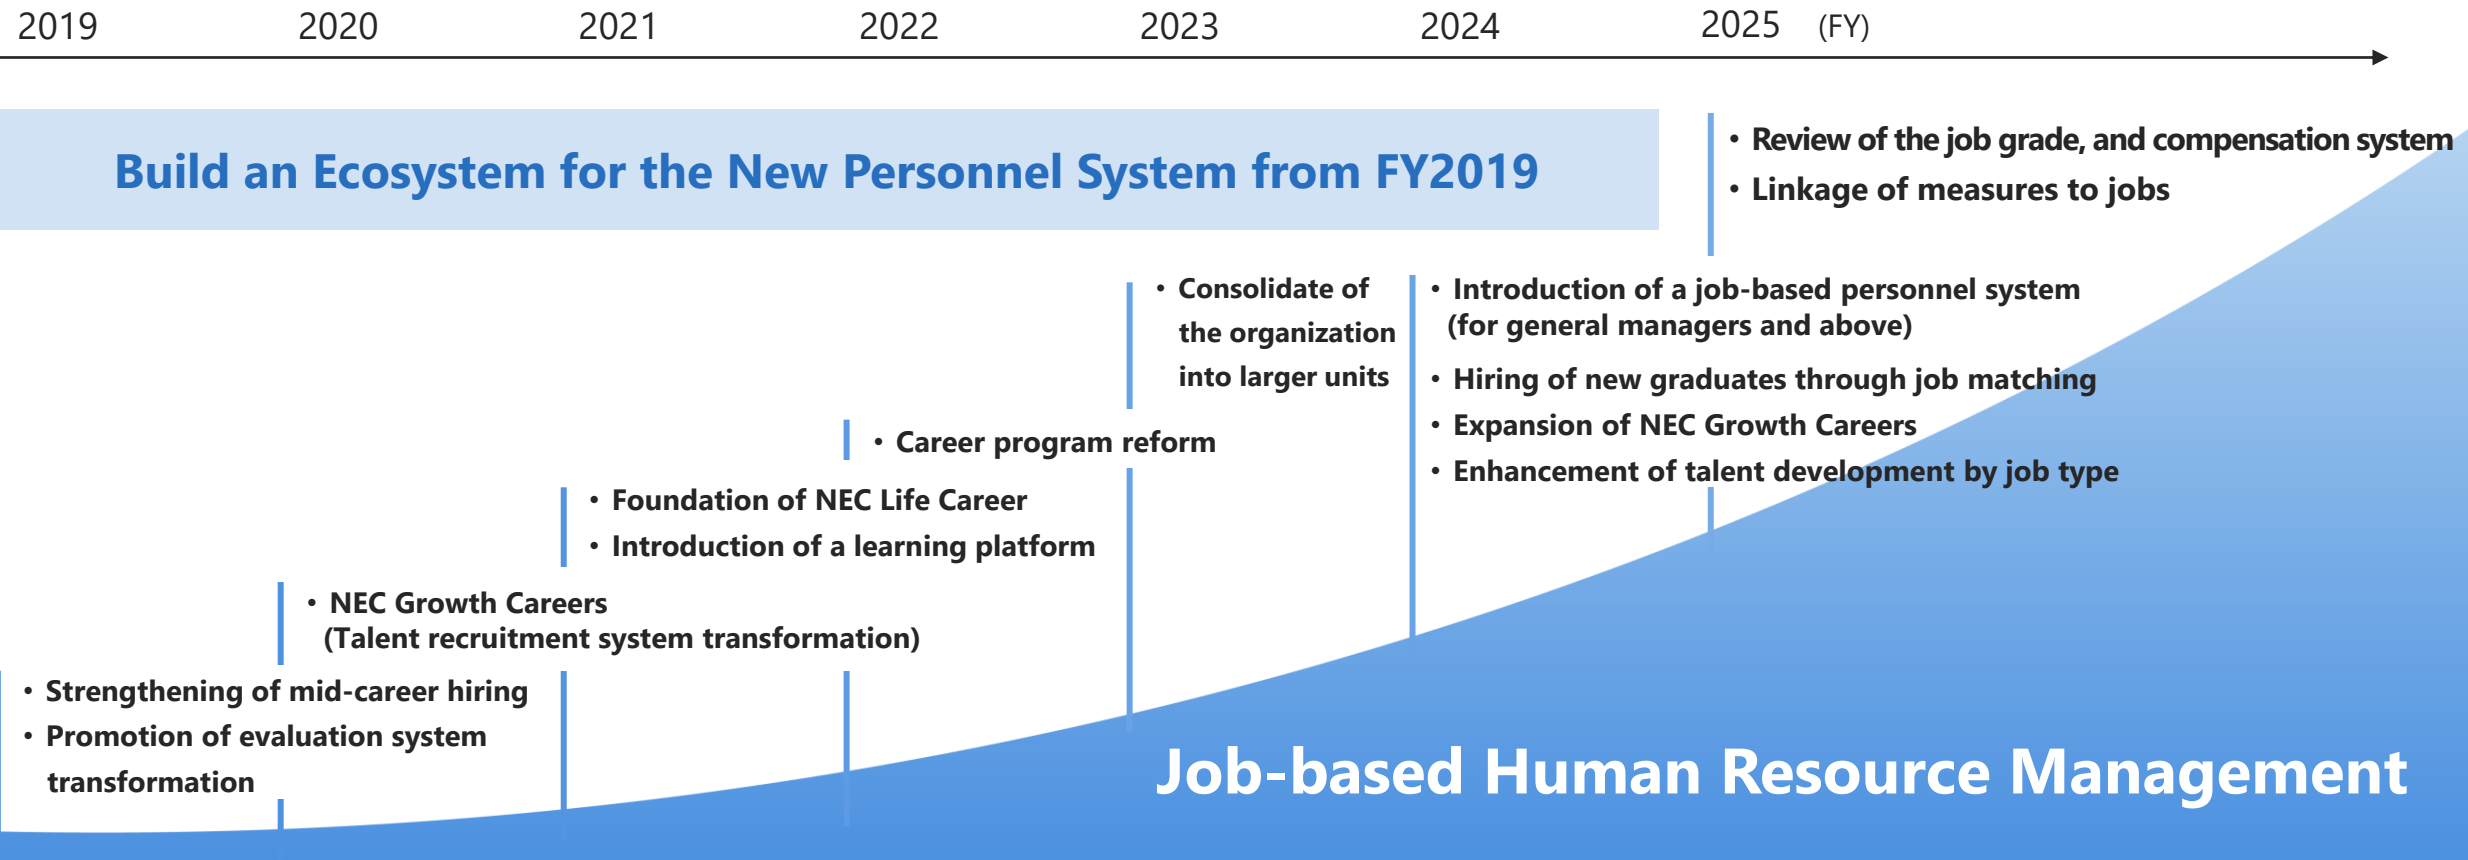 2019 2020 2021 2022 2023 2024 2025 (FY)
Build an Ecosystem for the New Personnel System from FY2019
• Review of the job grade, and compensation system
• Linkage of measures to jobs
• Consolidate of
the organization
into larger units
• Introduction of a job-based personnel system
(for general managers and above)
• Hiring of new graduates through job matching
• Expansion of NEC Growth Careers
• Enhancement of talent development by job type
• Career program reform
• Foundation of NEC Life Career
• Introduction of a learning platform
• NEC Growth Careers
(Talent recruitment system transformation)
• Strengthening of mid-career hiring
• Promotion of evaluation system
transformation
Job-based Human Resource Management